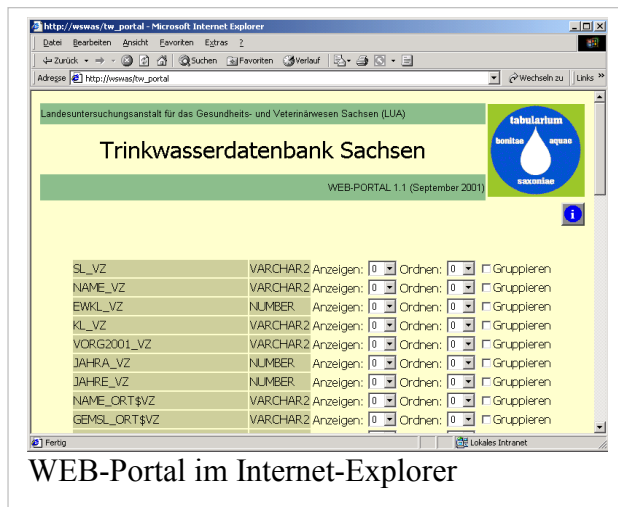 http://wswas/tw_portal - Microsoft Internet Explorer
Datei Bearbeiten Ansicht Favoriten Extras ?
Zurück Suchen Favoriten Verlauf
Adresse http://wswas/tw_portal Wechseln zu Links »
Landesuntersuchungsanstalt für das Gesundheits- und Veterinärwesen Sachsen (LUA)
Trinkwasserdatenbank Sachsen
WEB-PORTAL 1.1 (September 2001)
tabularium
bonitae aquae
saxoniae
i
SL_VZ VARCHAR2 Anzeigen: 0 Ordnen: 0 Gruppieren
NAME_VZ VARCHAR2 Anzeigen: 0 Ordnen: 0 Gruppieren
EWKL_VZ NUMBER Anzeigen: 0 Ordnen: 0 Gruppieren
KL_VZ VARCHAR2 Anzeigen: 0 Ordnen: 0 Gruppieren
VORG2001_VZ VARCHAR2 Anzeigen: 0 Ordnen: 0 Gruppieren
JAHRA_VZ NUMBER Anzeigen: 0 Ordnen: 0 Gruppieren
JAHRE_VZ NUMBER Anzeigen: 0 Ordnen: 0 Gruppieren
NAME_ORT$VZ VARCHAR2 Anzeigen: 0 Ordnen: 0 Gruppieren
GEMSL_ORT$VZ VARCHAR2 Anzeigen: 0 Ordnen: 0 Gruppieren
Fertig Lokales Intranet
WEB-Portal im Internet-Explorer